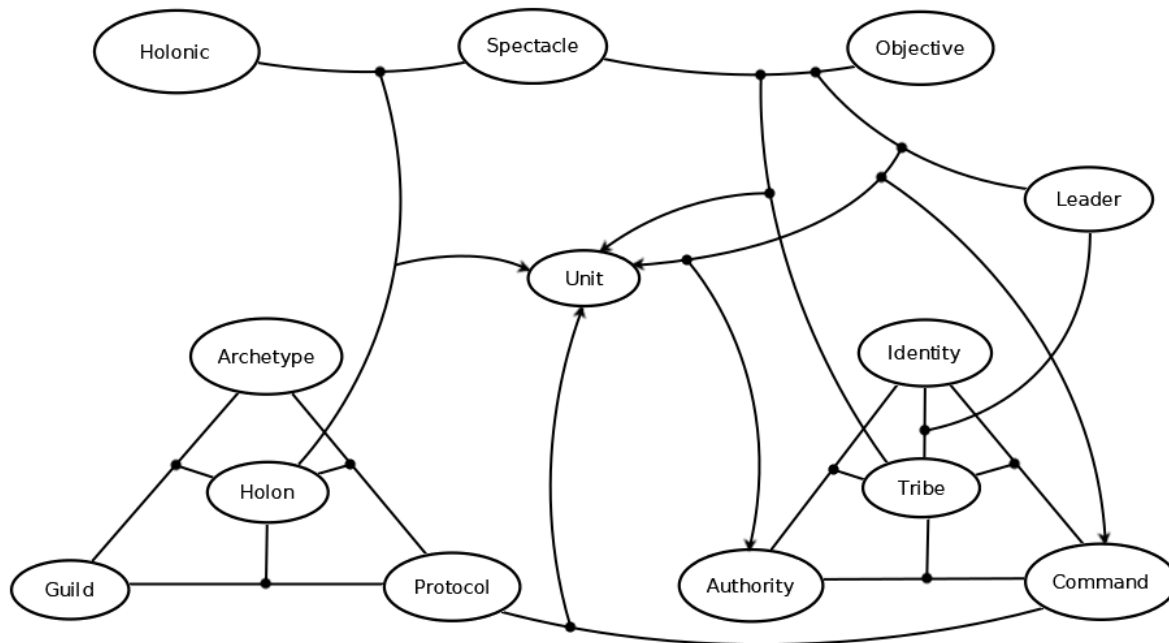 Holonic
Spectacle
Objective
Leader
Unit
Archetype
Identity
Holon
Tribe
Guild
Protocol
Authority
Command